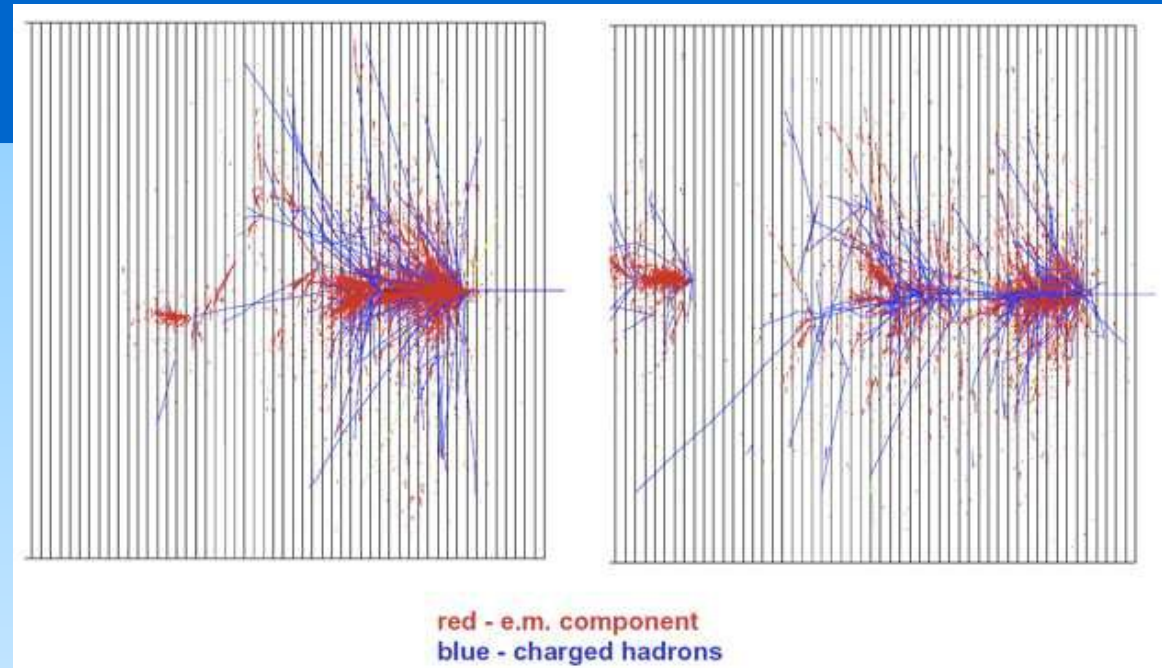 red - e.m. component
blue - charged hadrons